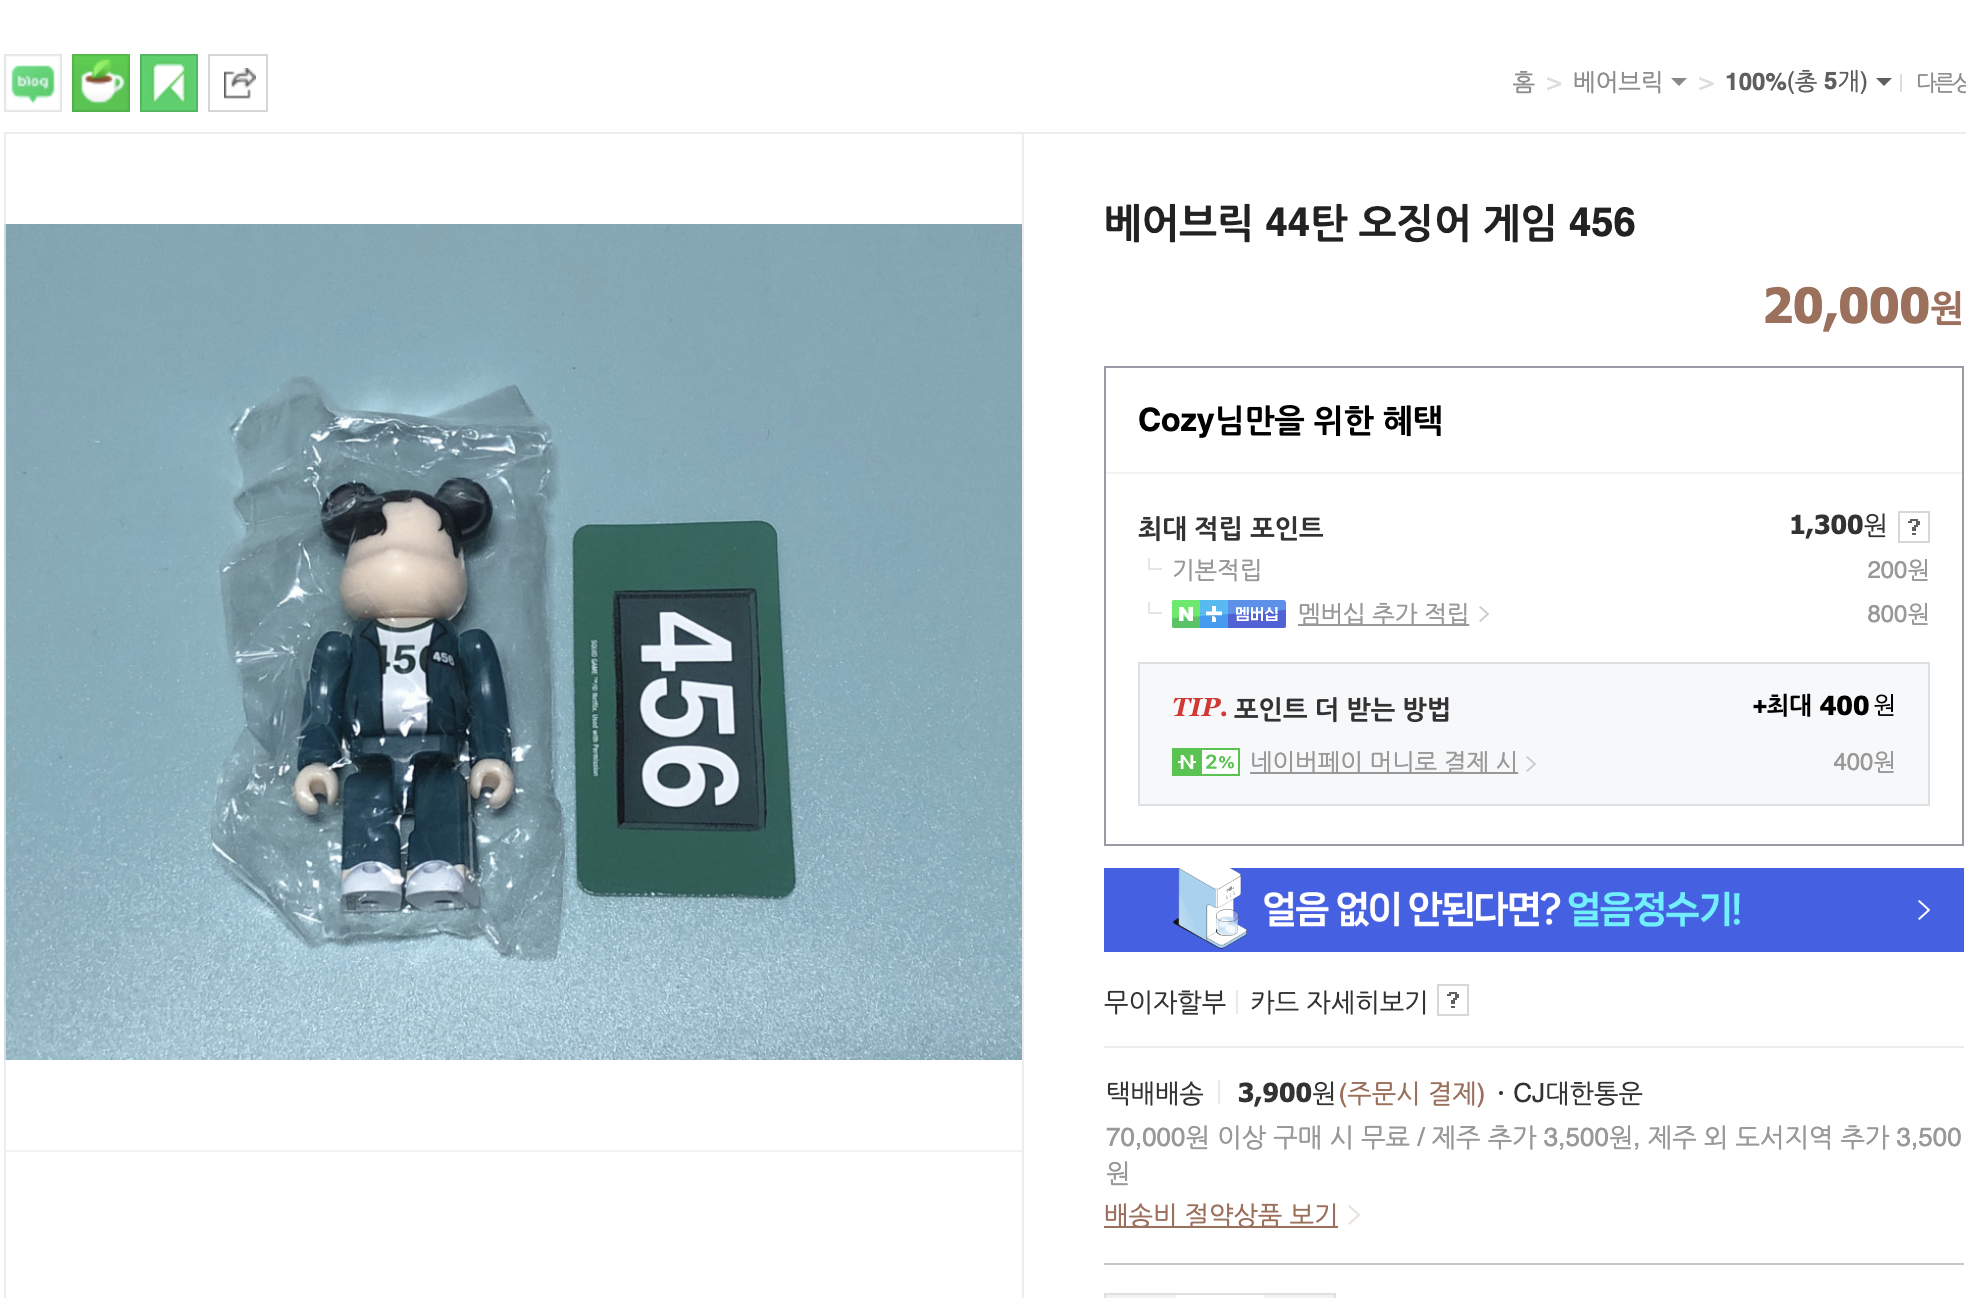 blog
홈 > 베어브릭 > 100%(총 5개)
베어브릭 44탄 오징어 게임 456
20,000원
Cozy님만을 위한 혜택
최대 적립 포인트 1,300원 ?
기본적립 200원
N + 멤버십 멤버십 추가 적립 > 800원
TIP. 포인트 더 받는 방법 +최대 400원
N 2% 네이버페이 머니로 결제 시 > 400원
얼음 없이 안된다면? 얼음정수기! >
무이자할부 | 카드 자세히보기 ?
택배배송 | 3,900원(주문시 결제) · CJ대한통운
70,000원 이상 구매 시 무료 / 제주 추가 3,500원, 제주 외 도서지역 추가 3,500
원
배송비 절약상품 보기 >
456
456
SQUID GAME ™/© Netflix. Used with Permission.